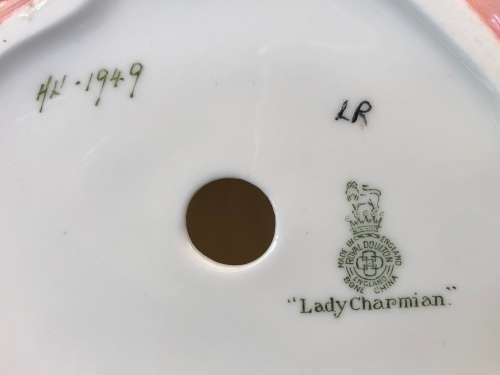 HN · 1949
LR
MADE IN ENGLAND
ROYAL DOULTON
ENGLAND
BONE CHINA
"Lady Charmian."